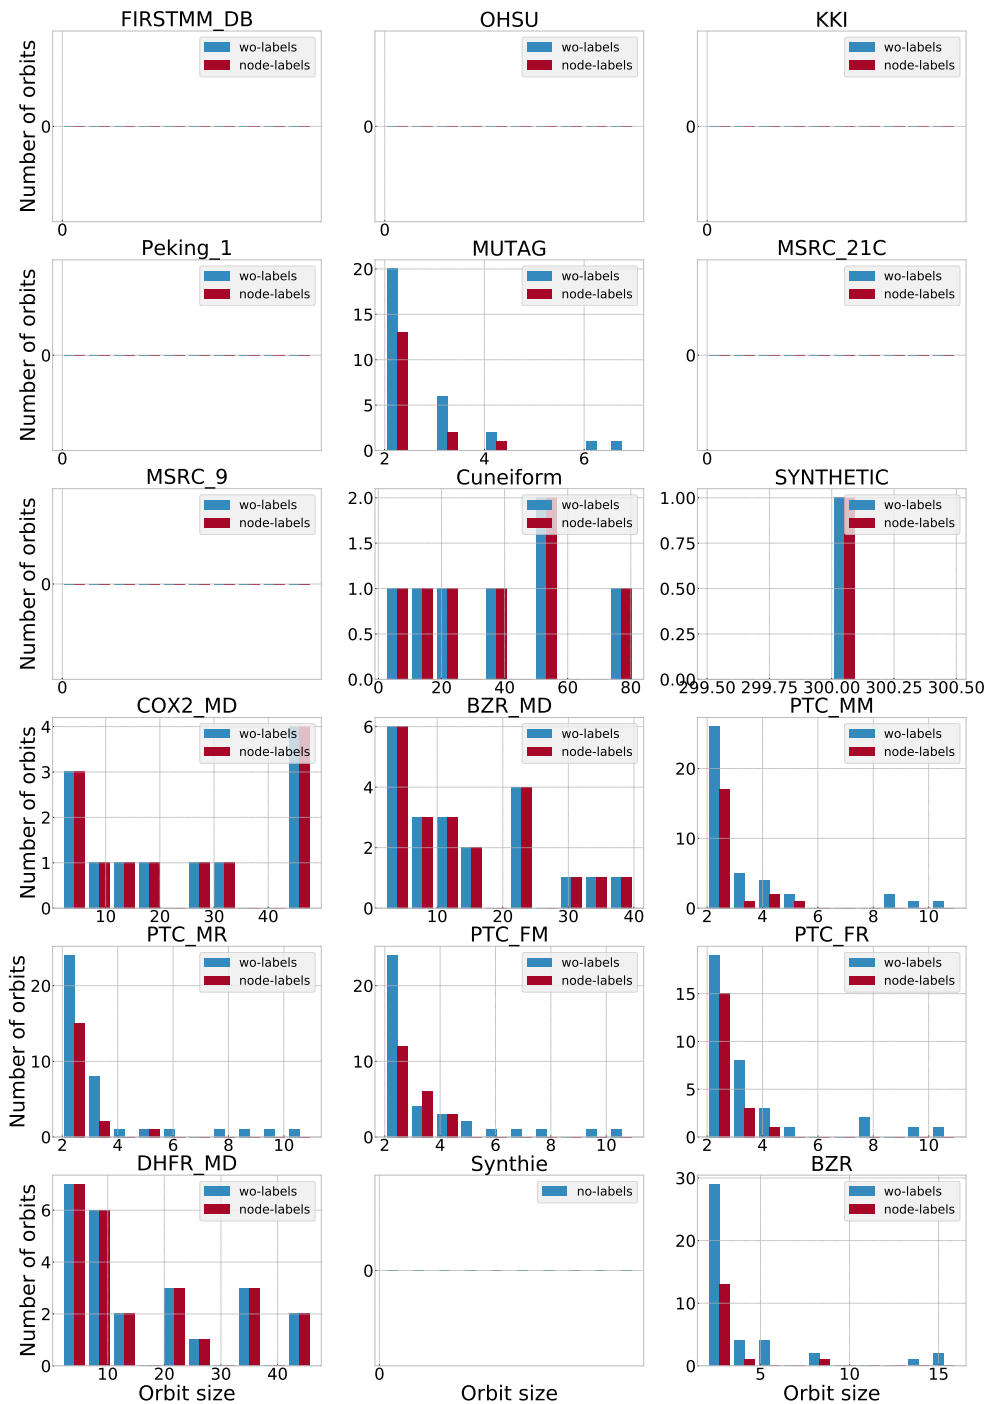 FIRSTMM_DB
OHSU
KKI
Number of orbits
wo-labels
node-labels
0
0
wo-labels
node-labels
0
0
wo-labels
node-labels
0
0
Peking_1
MUTAG
MSRC_21C
Number of orbits
wo-labels
node-labels
0
0
wo-labels
node-labels
20
15
10
5
0
2 4 6
wo-labels
node-labels
0
0
MSRC_9
Cuneiform
SYNTHETIC
Number of orbits
wo-labels
node-labels
0
0
wo-labels
node-labels
2.0
1.5
1.0
0.5
0.0
0 20 40 60 80
wo-labels
node-labels
1.00
0.75
0.50
0.25
0.00
299.50 299.75 300.00 300.25 300.50
COX2_MD
BZR_MD
PTC_MM
Number of orbits
wo-labels
node-labels
4
3
2
1
0
10 20 30 40
wo-labels
node-labels
6
4
2
0
10 20 30 40
wo-labels
node-labels
20
10
0
2 4 6 8 10
PTC_MR
PTC_FM
PTC_FR
Number of orbits
wo-labels
node-labels
20
10
0
2 4 6 8 10
wo-labels
node-labels
20
10
0
2 4 6 8 10
wo-labels
node-labels
15
10
5
0
2 4 6 8 10
DHFR_MD
Synthie
BZR
Number of orbits
wo-labels
node-labels
6
4
2
0
10 20 30 40
Orbit size
no-labels
0
0
Orbit size
wo-labels
node-labels
30
20
10
0
5 10 15
Orbit size